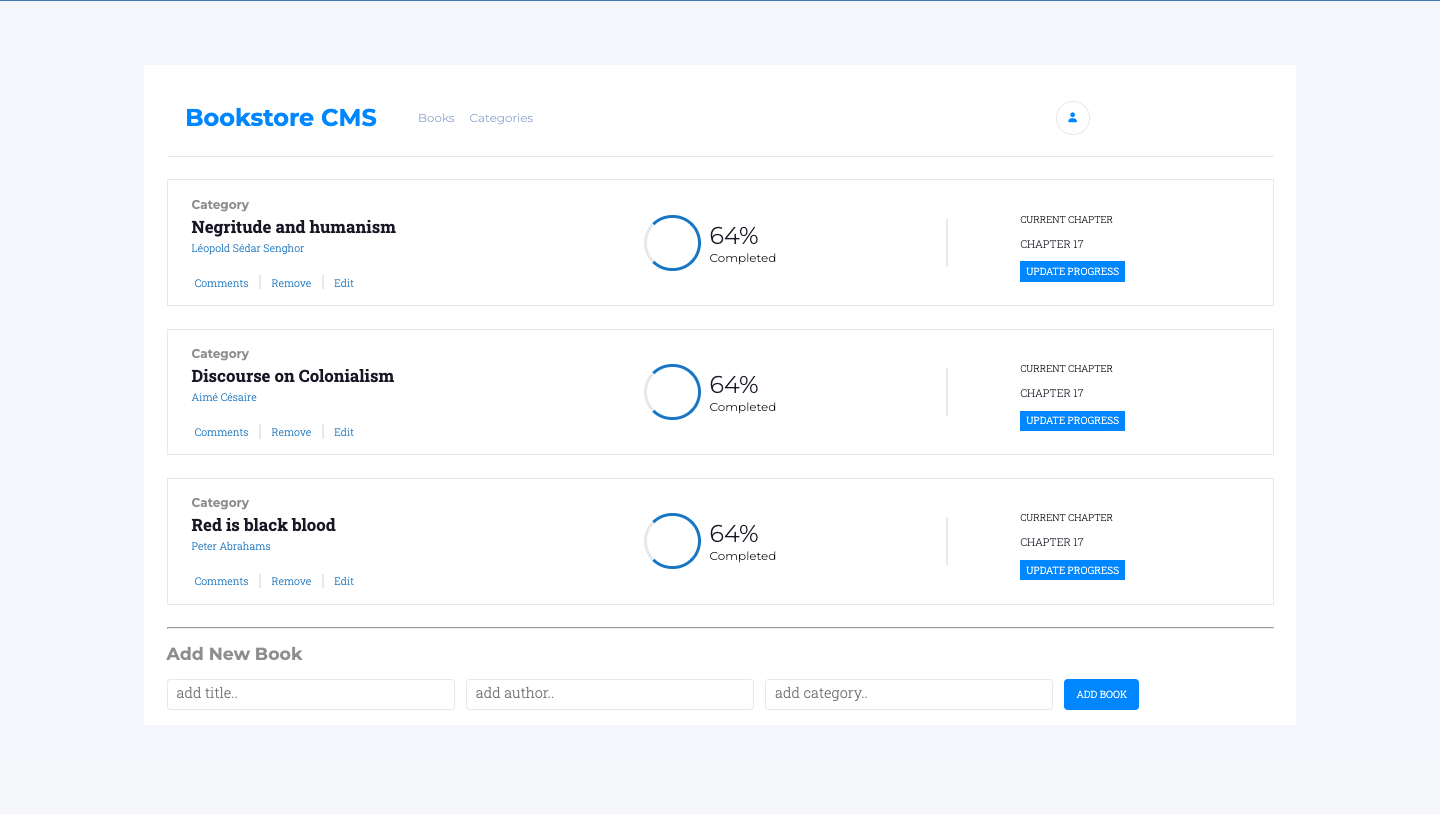 Bookstore CMS Books Categories
Category
Negritude and humanism
Léopold Sédar Senghor
Comments Remove Edit
64%
Completed
CURRENT CHAPTER
CHAPTER 17
UPDATE PROGRESS
Category
Discourse on Colonialism
Aimé Césaire
Comments Remove Edit
64%
Completed
CURRENT CHAPTER
CHAPTER 17
UPDATE PROGRESS
Category
Red is black blood
Peter Abrahams
Comments Remove Edit
64%
Completed
CURRENT CHAPTER
CHAPTER 17
UPDATE PROGRESS
Add New Book
add title.. add author.. add category.. ADD BOOK